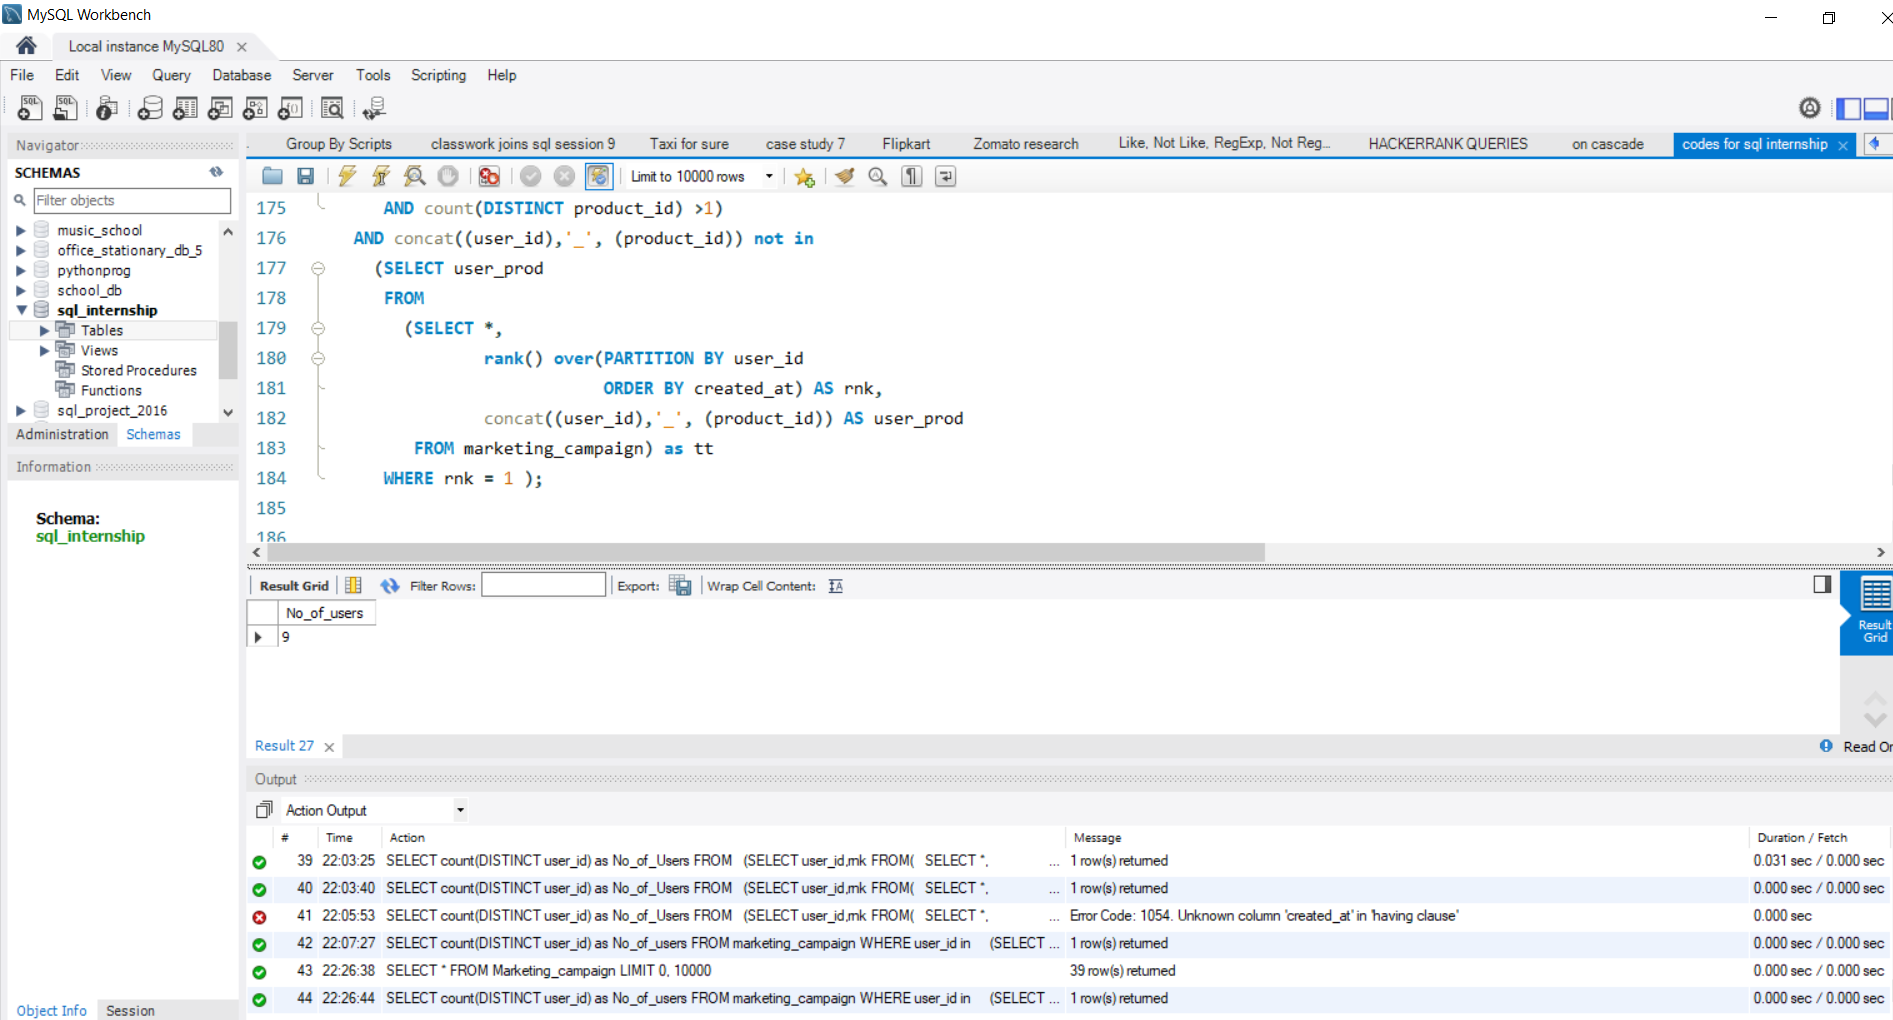 MySQL Workbench
Local instance MySQL80
File Edit View Query Database Server Tools Scripting Help
Navigator
SCHEMAS
Filter objects
music_school
office_stationary_db_5
pythonprog
school_db
sql_internship
Tables
Views
Stored Procedures
Functions
sql_project_2016
Administration Schemas
Information
Schema:
sql_internship
Object Info Session
Group By Scripts classwork joins sql session 9 Taxi for sure case study 7 Flipkart Zomato research Like, Not Like, RegExp, Not Reg... HACKERRANK QUERIES on cascade codes for sql internship
Limit to 10000 rows
175 AND count(DISTINCT product_id) >1)
176 AND concat((user_id),'_', (product_id)) not in
177 (SELECT user_prod
178 FROM
179 (SELECT *,
180 rank() over(PARTITION BY user_id
181 ORDER BY created_at) AS rnk,
182 concat((user_id),'_', (product_id)) AS user_prod
183 FROM marketing_campaign) as tt
184 WHERE rnk = 1 );
185
186
Result Grid Filter Rows: Export: Wrap Cell Content:
No_of_users
9
Result Grid
Result 27
Read Or
Output
Action Output
# Time Action Message Duration / Fetch
39 22:03:25 SELECT count(DISTINCT user_id) as No_of_Users FROM (SELECT user_id,rnk FROM( SELECT *, ... 1 row(s) returned 0.031 sec / 0.000 sec
40 22:03:40 SELECT count(DISTINCT user_id) as No_of_Users FROM (SELECT user_id,rnk FROM( SELECT *, ... 1 row(s) returned 0.000 sec / 0.000 sec
41 22:05:53 SELECT count(DISTINCT user_id) as No_of_Users FROM (SELECT user_id,rnk FROM( SELECT *, ... Error Code: 1054. Unknown column 'created_at' in 'having clause' 0.000 sec
42 22:07:27 SELECT count(DISTINCT user_id) as No_of_users FROM marketing_campaign WHERE user_id in (SELECT ... 1 row(s) returned 0.000 sec / 0.000 sec
43 22:26:38 SELECT * FROM Marketing_campaign LIMIT 0, 10000 39 row(s) returned 0.000 sec / 0.000 sec
44 22:26:44 SELECT count(DISTINCT user_id) as No_of_users FROM marketing_campaign WHERE user_id in (SELECT ... 1 row(s) returned 0.000 sec / 0.000 sec